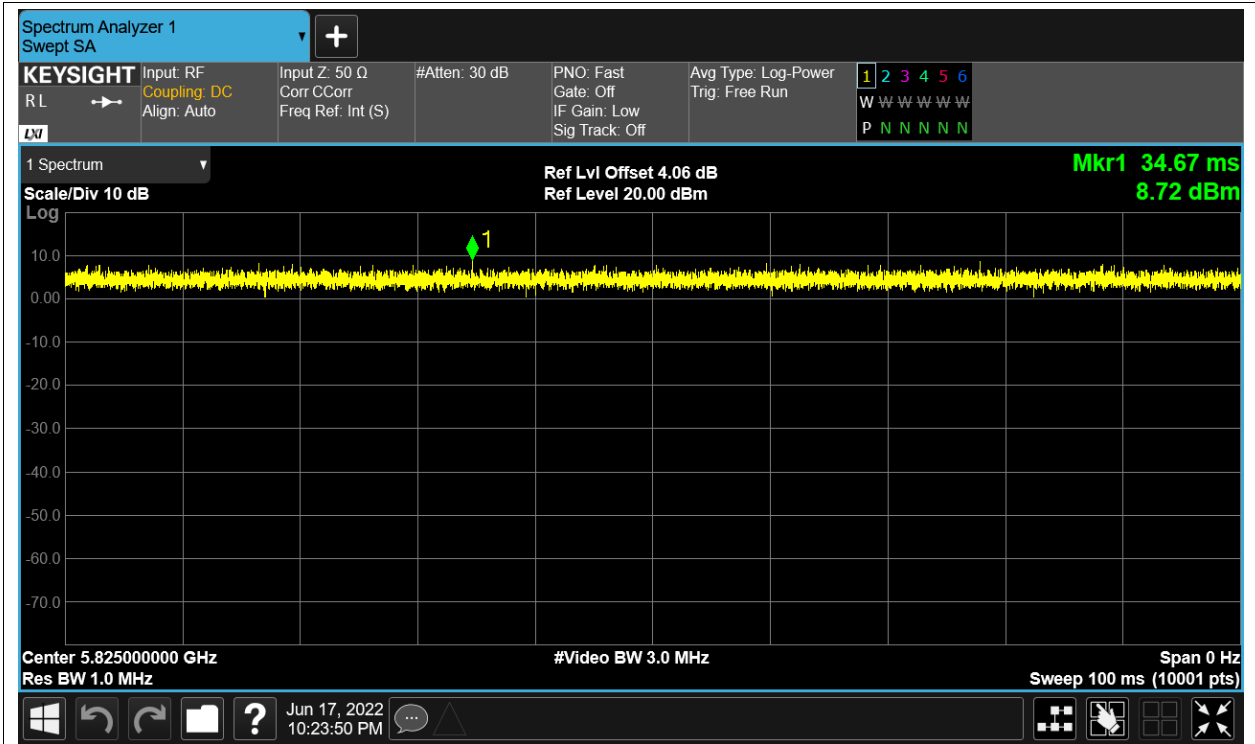 Spectrum Analyzer 1
Swept SA
KEYSIGHT
R L
LXI
Input: RF
Coupling: DC
Align: Auto
Input Z: 50 Ω
Corr CCorr
Freq Ref: Int (S)
#Atten: 30 dB
PNO: Fast
Gate: Off
IF Gain: Low
Sig Track: Off
Avg Type: Log-Power
Trig: Free Run
1 2 3 4 5 6
W W W W W W
P N N N N N
1 Spectrum
Scale/Div 10 dB
Ref Lvl Offset 4.06 dB
Ref Level 20.00 dBm
Mkr1 34.67 ms
8.72 dBm
Log
1
10.0
0.00
-10.0
-20.0
-30.0
-40.0
-50.0
-60.0
-70.0
Center 5.825000000 GHz
#Video BW 3.0 MHz
Span 0 Hz
Res BW 1.0 MHz
Sweep 100 ms (10001 pts)
?
Jun 17, 2022
10:23:50 PM